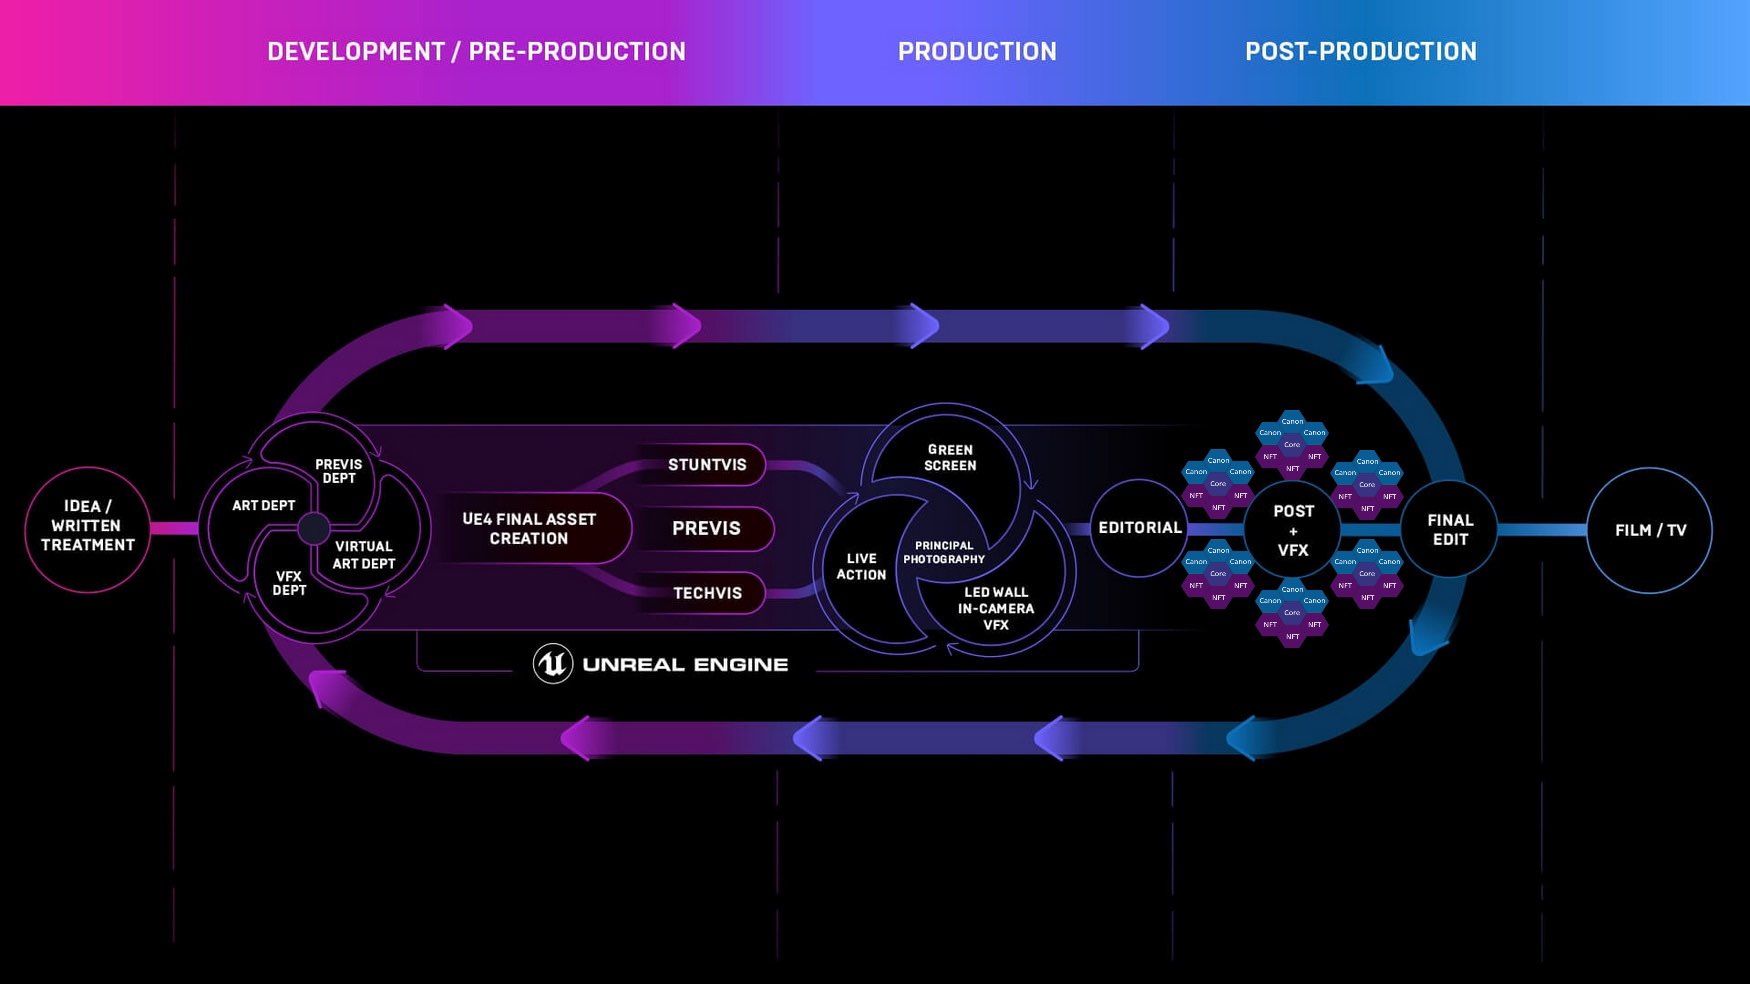 DEVELOPMENT / PRE-PRODUCTION
PRODUCTION
POST-PRODUCTION
IDEA /
WRITTEN
TREATMENT
PREVIS
DEPT
ART DEPT
VIRTUAL
ART DEPT
VFX
DEPT
UE4 FINAL ASSET
CREATION
STUNTVIS
PREVIS
TECHVIS
GREEN
SCREEN
LIVE
ACTION
PRINCIPAL
PHOTOGRAPHY
LED WALL
IN-CAMERA
VFX
UNREAL ENGINE
EDITORIAL
Canon
Canon
Canon
Core
NFT
NFT
NFT
Canon
Canon
Canon
Core
NFT
NFT
NFT
Canon
Canon
Canon
Core
NFT
NFT
NFT
POST
+
VFX
Canon
Canon
Canon
Core
NFT
NFT
NFT
Canon
Canon
Canon
Core
NFT
NFT
NFT
Canon
Canon
Canon
Core
NFT
NFT
NFT
FINAL
EDIT
FILM / TV